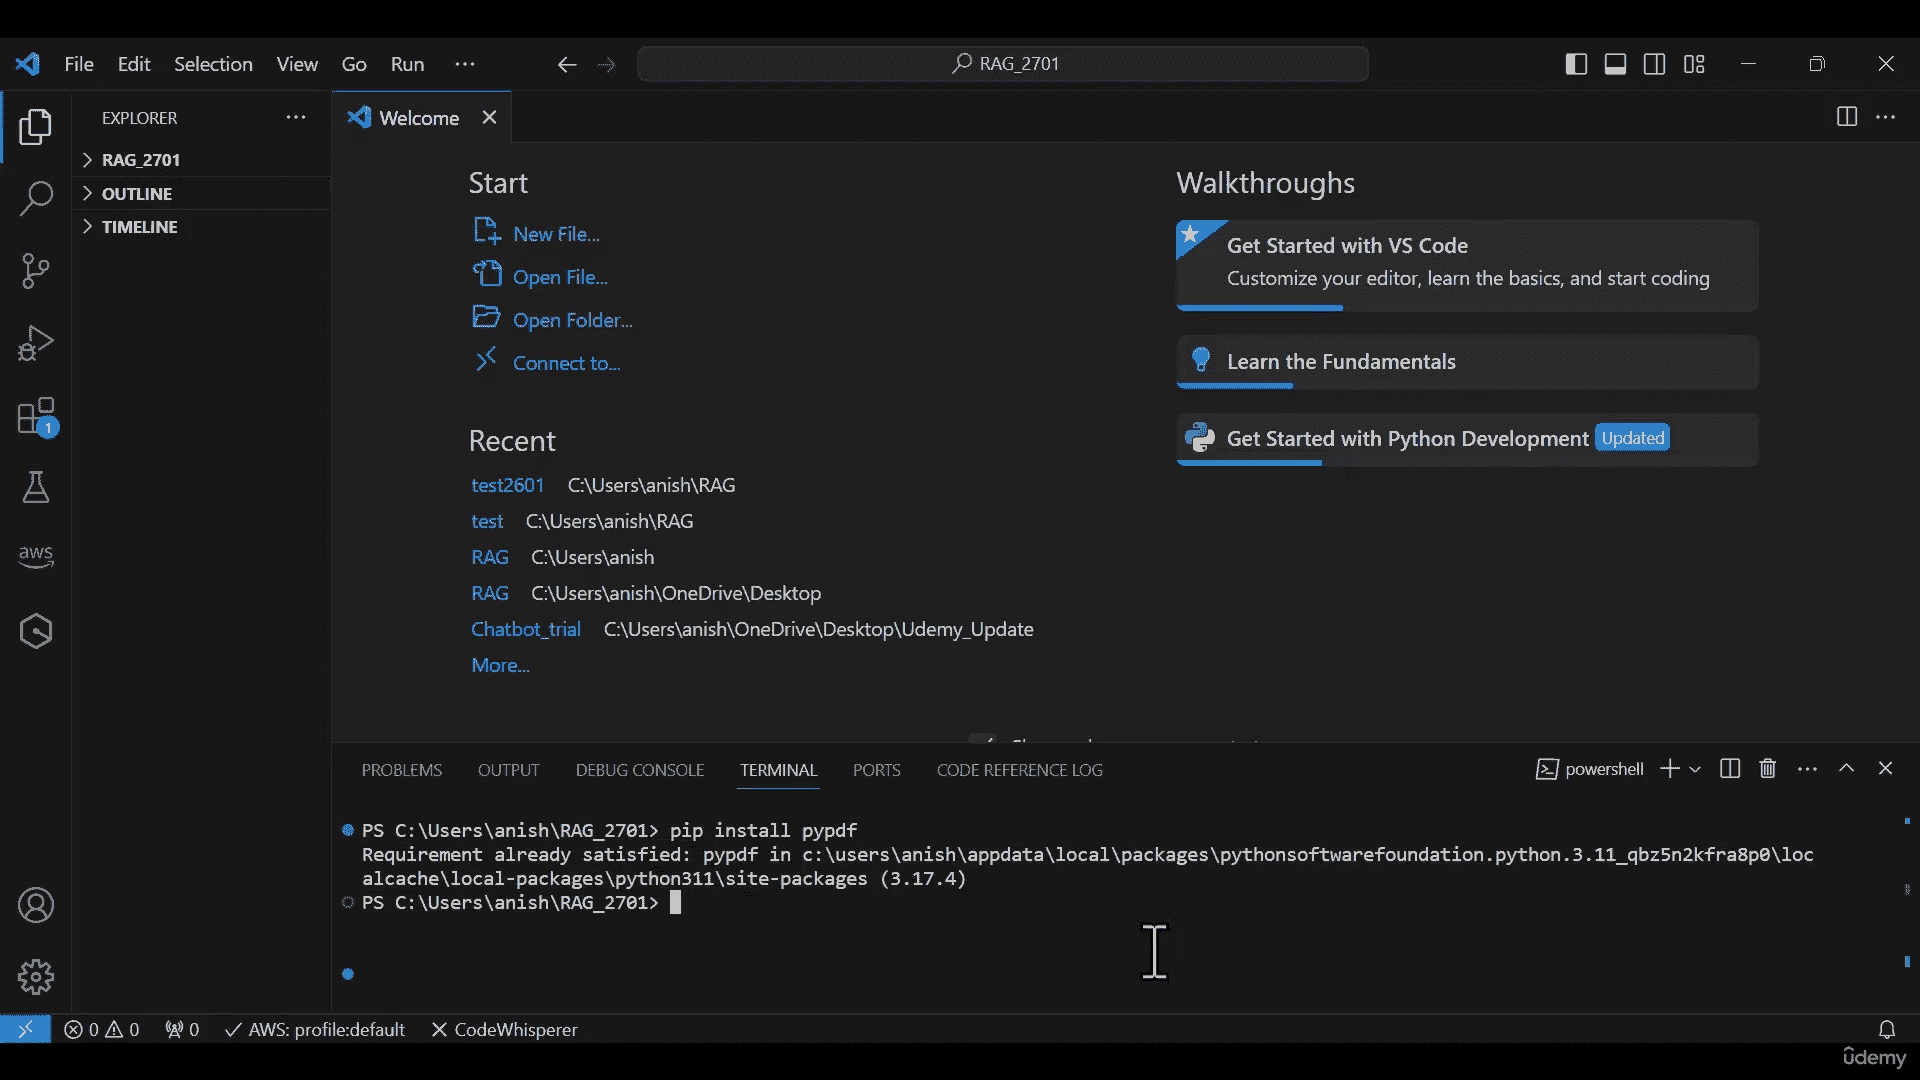 File Edit Selection View Go Run ···
RAG_2701
EXPLORER
RAG_2701
OUTLINE
TIMELINE
1
aws
Welcome
Start
New File...
Open File...
Open Folder...
Connect to...
Recent
test2601 C:\Users\anish\RAG
test C:\Users\anish\RAG
RAG C:\Users\anish
RAG C:\Users\anish\OneDrive\Desktop
Chatbot_trial C:\Users\anish\OneDrive\Desktop\Udemy_Update
More...
Walkthroughs
Get Started with VS Code
Customize your editor, learn the basics, and start coding
Learn the Fundamentals
Get Started with Python Development Updated
PROBLEMS OUTPUT DEBUG CONSOLE TERMINAL PORTS CODE REFERENCE LOG
powershell
PS C:\Users\anish\RAG_2701> pip install pypdf
Requirement already satisfied: pypdf in c:\users\anish\appdata\local\packages\pythonsoftwarefoundation.python.3.11_qbz5n2kfra8p0\loc
alcache\local-packages\python311\site-packages (3.17.4)
PS C:\Users\anish\RAG_2701>
0 0 0 AWS: profile:default CodeWhisperer
ûdemy